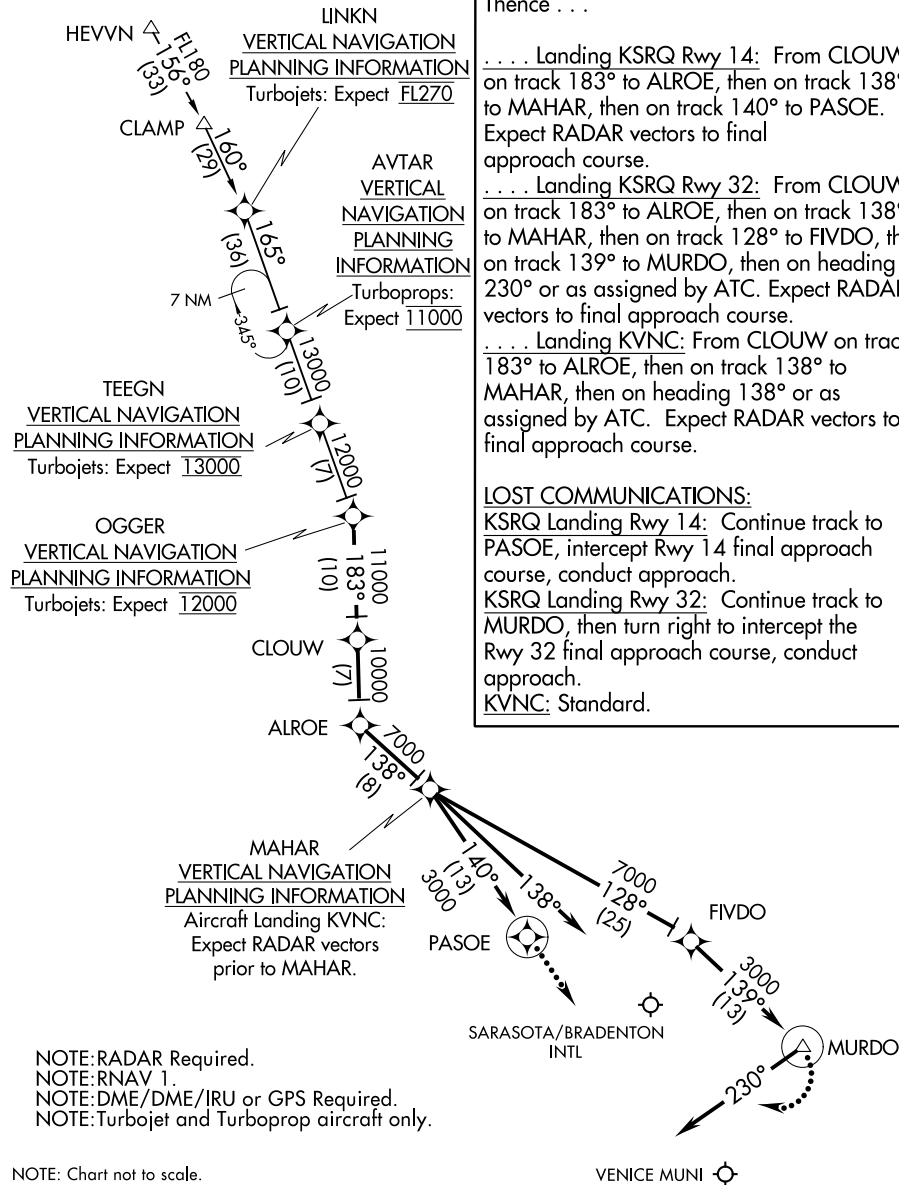 LINKN
VERTICAL NAVIGATION
PLANNING INFORMATION
Turbojets: Expect FL270
HEVVN
FL180
156°
(33)
CLAMP
160°
(29)
AVTAR
VERTICAL
NAVIGATION
PLANNING
INFORMATION
Turboprops:
Expect 11000
165°
(36)
7 NM
345°
13000
(10)
TEEGN
VERTICAL NAVIGATION
PLANNING INFORMATION
Turbojets: Expect 13000
12000
(7)
OGGER
VERTICAL NAVIGATION
PLANNING INFORMATION
Turbojets: Expect 12000
11000
183°
(10)
CLOUW
10000
(7)
ALROE
7000
138°
(8)
MAHAR
VERTICAL NAVIGATION
PLANNING INFORMATION
Aircraft Landing KVNC:
Expect RADAR vectors
prior to MAHAR.
140°
(13)
3000
138°
7000
128°
(25)
PASOE
FIVDO
3000
139°
(13)
SARASOTA/BRADENTON
INTL
MURDO
230°
VENICE MUNI
Thence . . .
. . . . Landing KSRQ Rwy 14: From CLOUW
on track 183° to ALROE, then on track 138°
to MAHAR, then on track 140° to PASOE.
Expect RADAR vectors to final
approach course.
. . . . Landing KSRQ Rwy 32: From CLOUW
on track 183° to ALROE, then on track 138°
to MAHAR, then on track 128° to FIVDO, th
on track 139° to MURDO, then on heading
230° or as assigned by ATC. Expect RADAR
vectors to final approach course.
. . . . Landing KVNC: From CLOUW on trac
183° to ALROE, then on track 138° to
MAHAR, then on heading 138° or as
assigned by ATC. Expect RADAR vectors to
final approach course.
LOST COMMUNICATIONS:
KSRQ Landing Rwy 14: Continue track to
PASOE, intercept Rwy 14 final approach
course, conduct approach.
KSRQ Landing Rwy 32: Continue track to
MURDO, then turn right to intercept the
Rwy 32 final approach course, conduct
approach.
KVNC: Standard.
NOTE: RADAR Required.
NOTE: RNAV 1.
NOTE: DME/DME/IRU or GPS Required.
NOTE: Turbojet and Turboprop aircraft only.
NOTE: Chart not to scale.